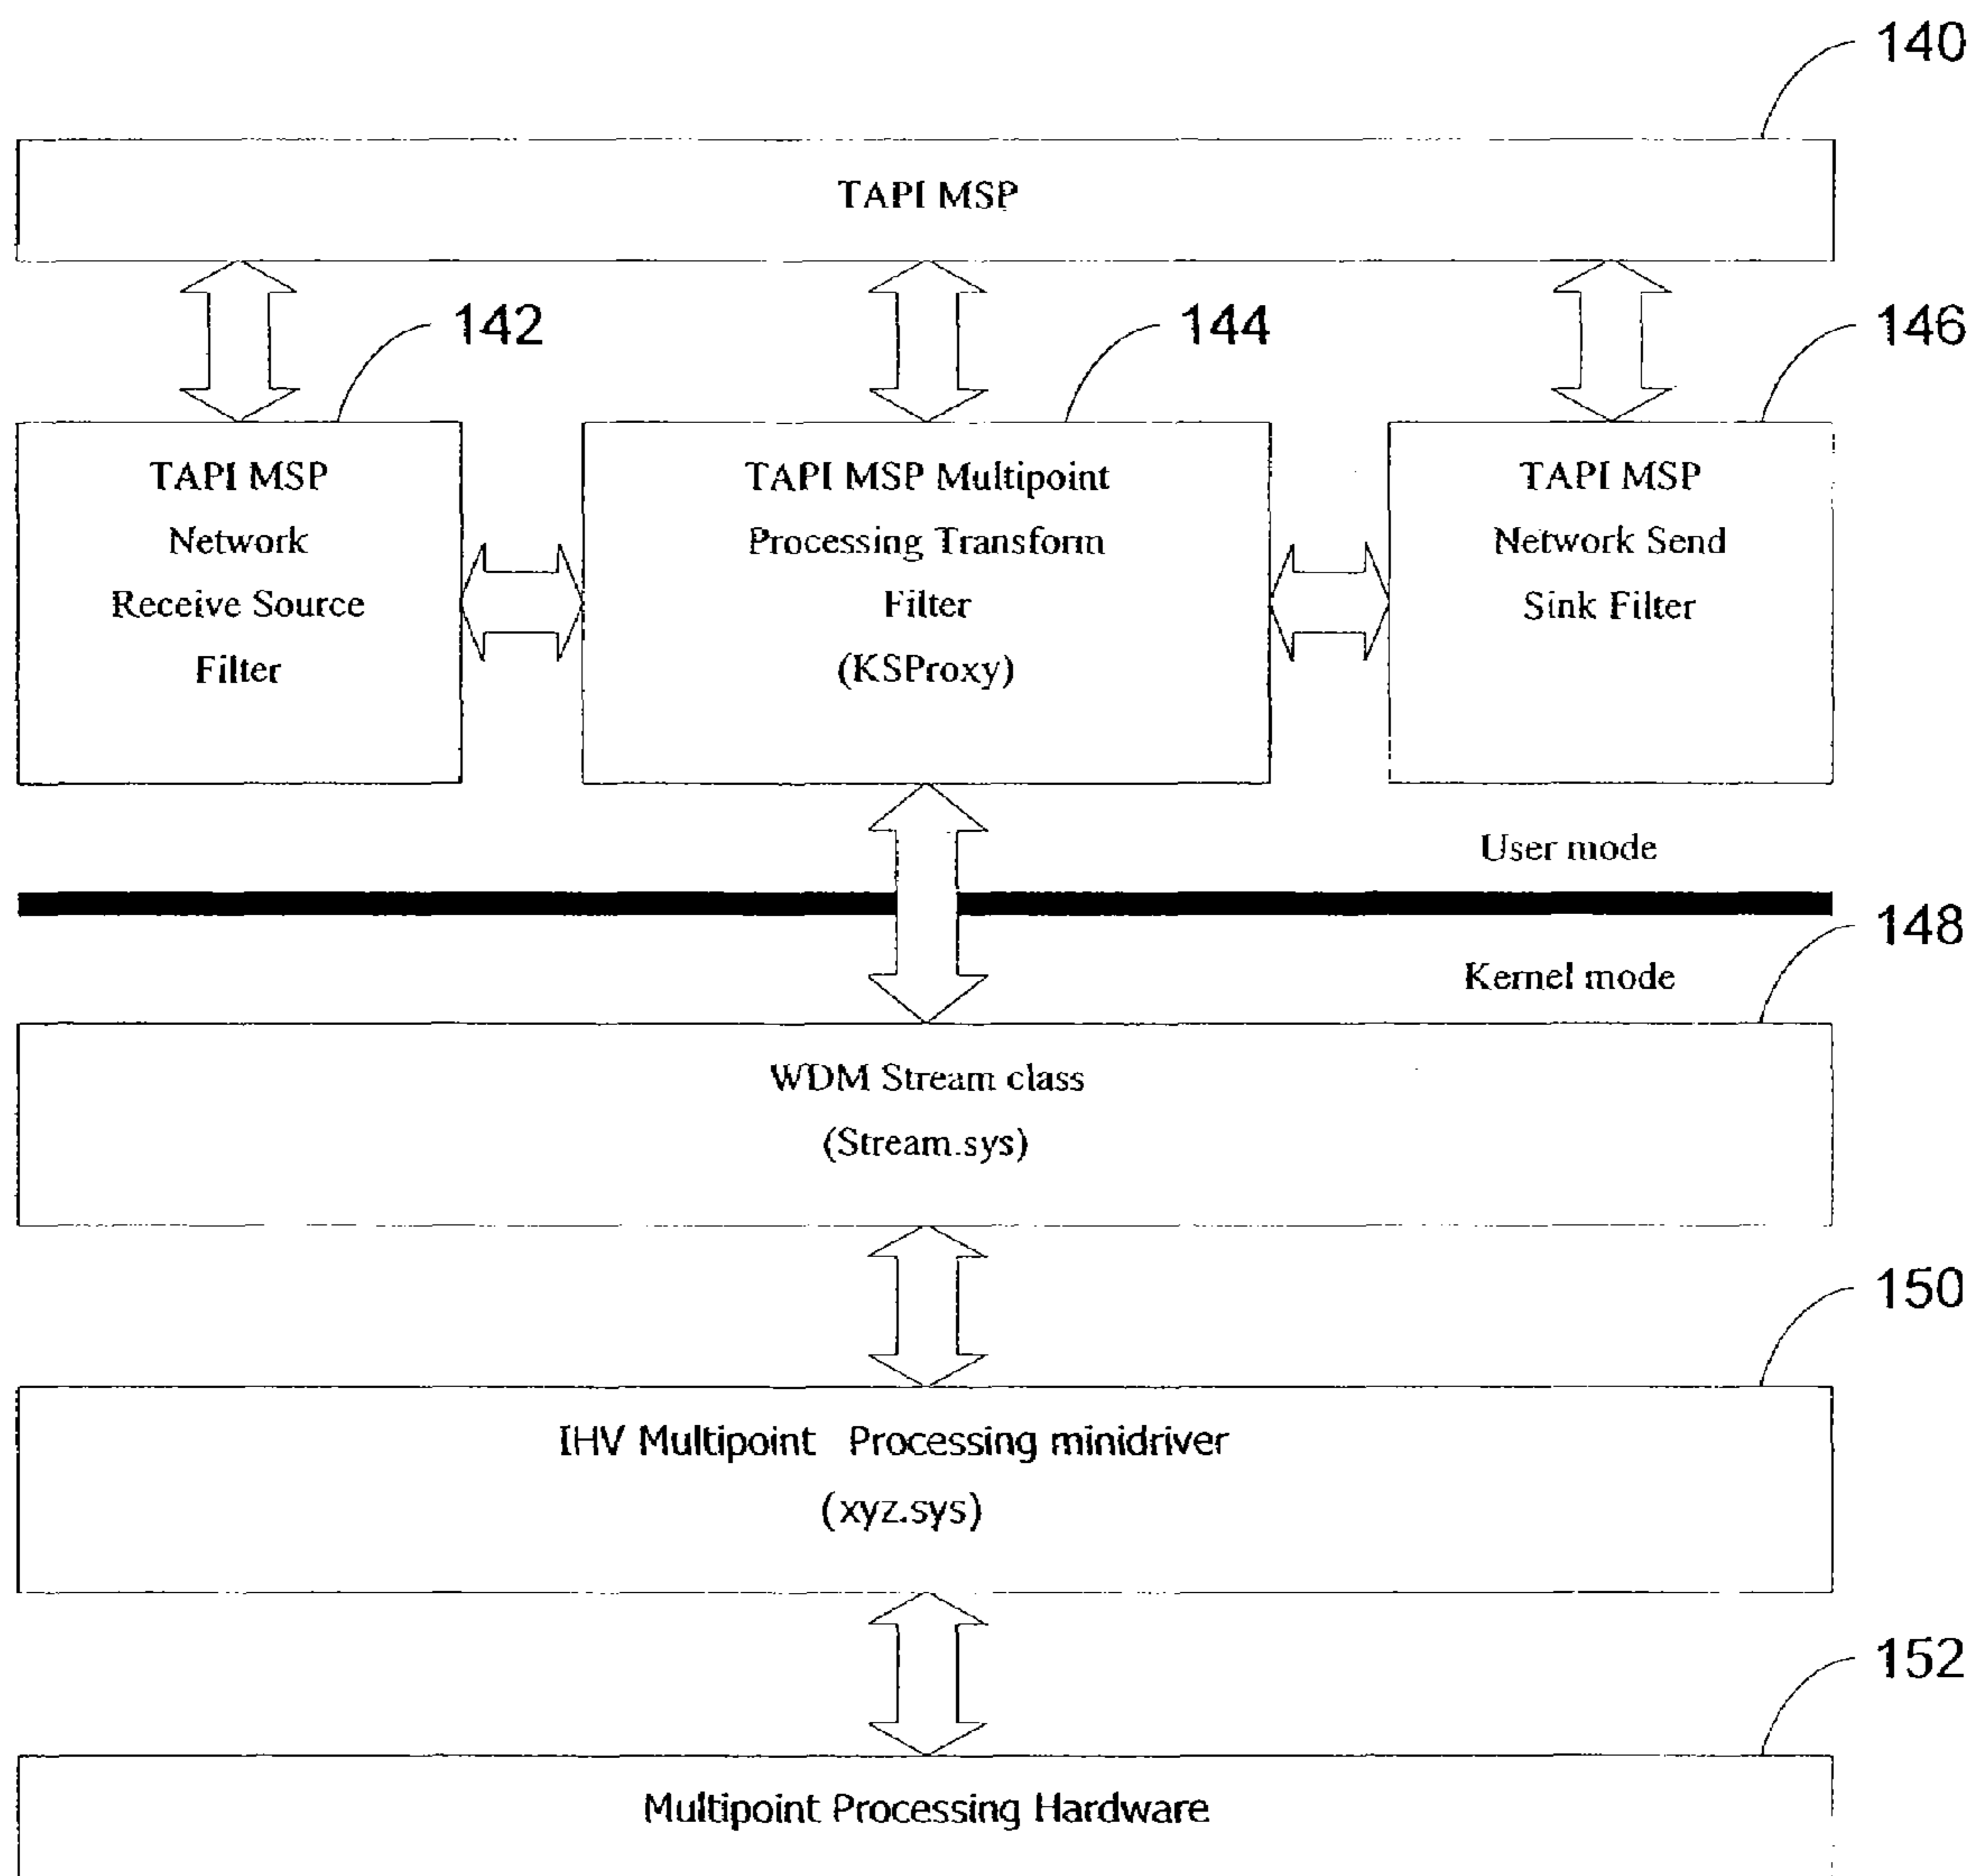 140
TAPI MSP
142
144
146
TAPI MSP
Network
Receive Source
Filter
TAPI MSP Multipoint
Processing Transform
Filter
(KSProxy)
TAPI MSP
Network Send
Sink Filter
User mode
148
Kernel mode
WDM Stream class
(Stream.sys)
150
IHV Multipoint Processing minidriver
(xyz.sys)
152
Multipoint Processing Hardware